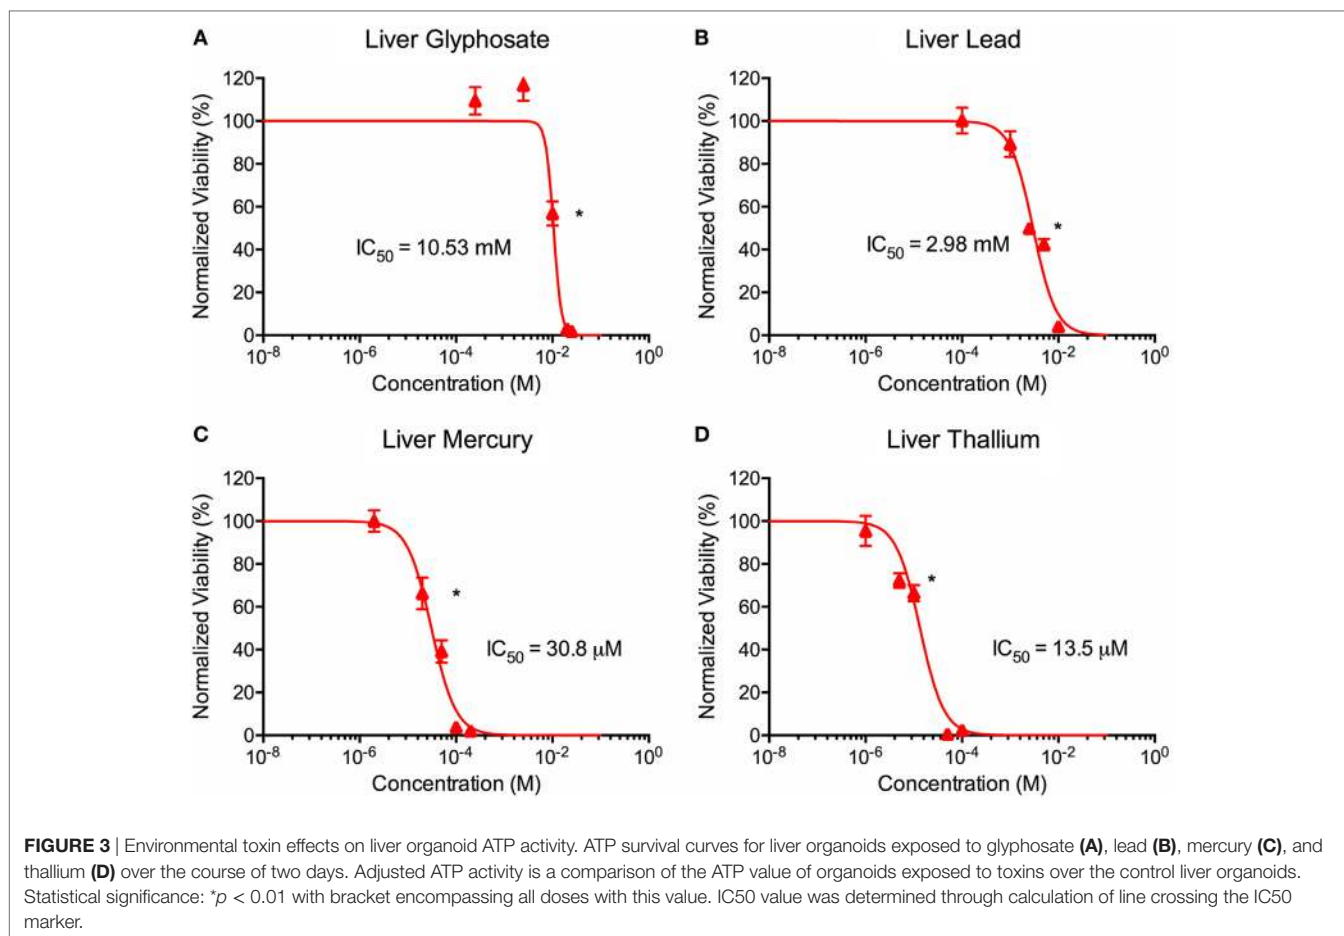 A Liver Glyphosate
Normalized Viability (%)
120
100
80
60
40
20
0
*
IC50 = 10.53 mM
10-8 10-6 10-4 10-2 100
Concentration (M)
B Liver Lead
Normalized Viability (%)
120
100
80
60
40
20
0
*
IC50 = 2.98 mM
10-8 10-6 10-4 10-2 100
Concentration (M)
C Liver Mercury
Normalized Viability (%)
120
100
80
60
40
20
0
*
IC50 = 30.8 µM
10-8 10-6 10-4 10-2 100
Concentration (M)
D Liver Thallium
Normalized Viability (%)
120
100
80
60
40
20
0
*
IC50 = 13.5 µM
10-8 10-6 10-4 10-2 100
Concentration (M)
FIGURE 3 | Environmental toxin effects on liver organoid ATP activity. ATP survival curves for liver organoids exposed to glyphosate (A), lead (B), mercury (C), and
thallium (D) over the course of two days. Adjusted ATP activity is a comparison of the ATP value of organoids exposed to toxins over the control liver organoids.
Statistical significance: *p < 0.01 with bracket encompassing all doses with this value. IC50 value was determined through calculation of line crossing the IC50
marker.